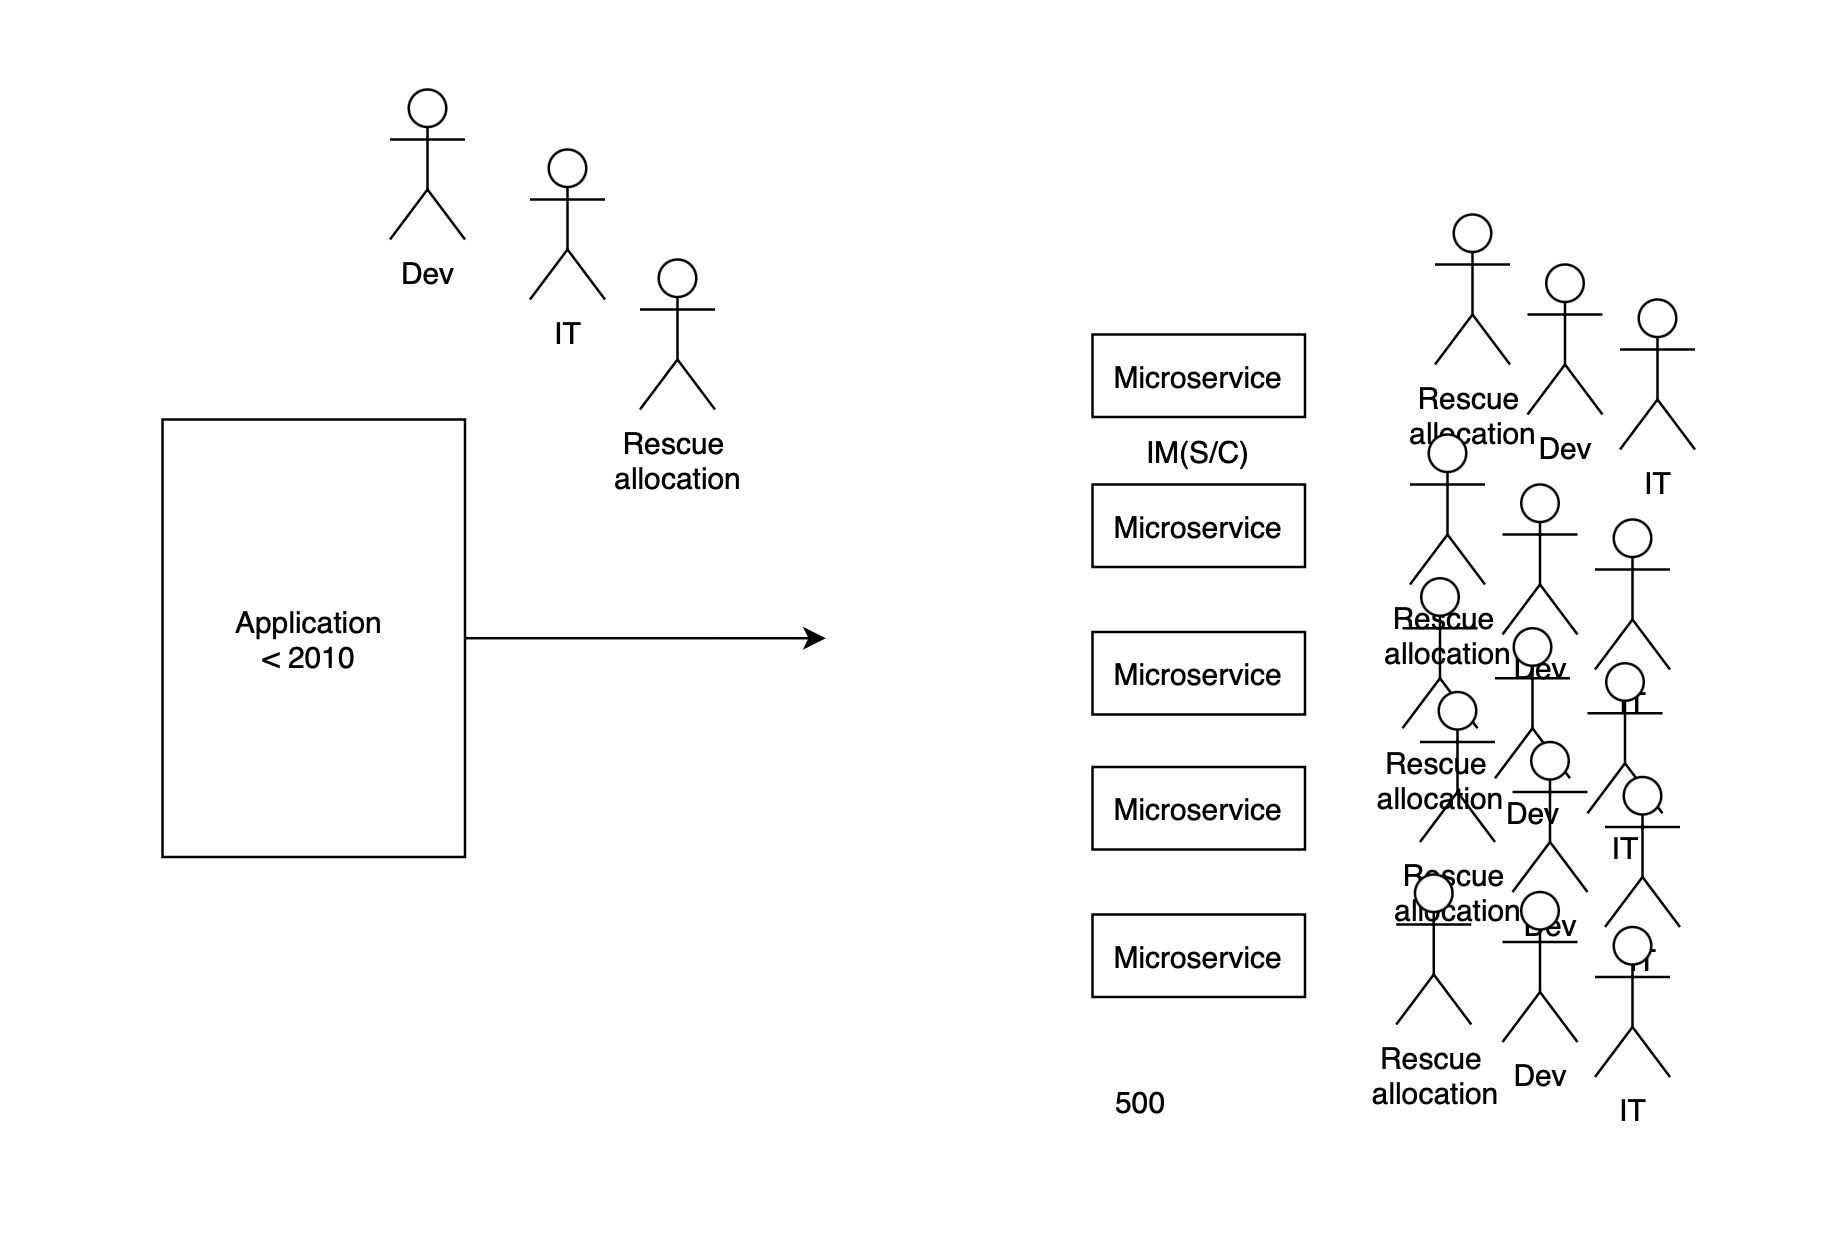 Dev
IT
Rescue
allocation
Application
< 2010
Microservice
IM(S/C)
Microservice
Microservice
Microservice
Microservice
500
Rescue
allocation
Dev
IT
Rescue
allocation
Dev
IT
Rescue
allocation
Dev
IT
Rescue
allocation
Dev
IT
Rescue
allocation
Dev
IT